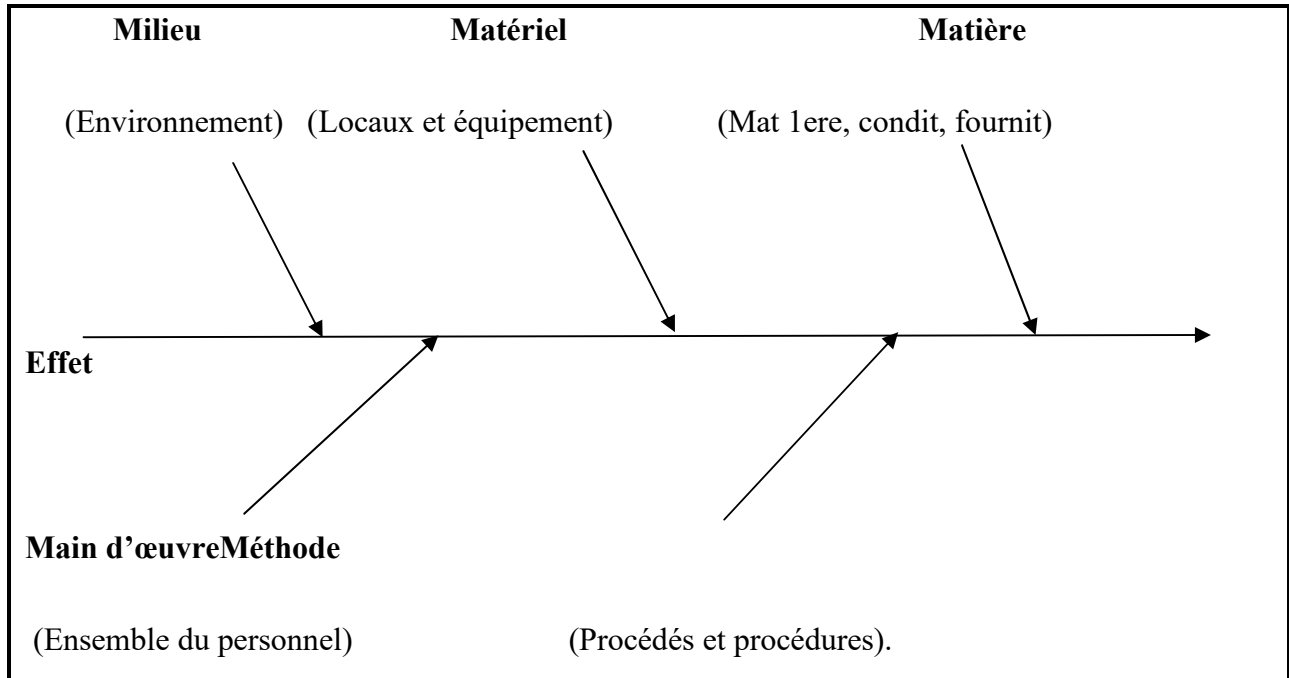 Milieu Matériel Matière
(Environnement) (Locaux et équipement) (Mat 1ere, condit, fournit)
Effet
Main d’œuvreMéthode
(Ensemble du personnel) (Procédés et procédures).